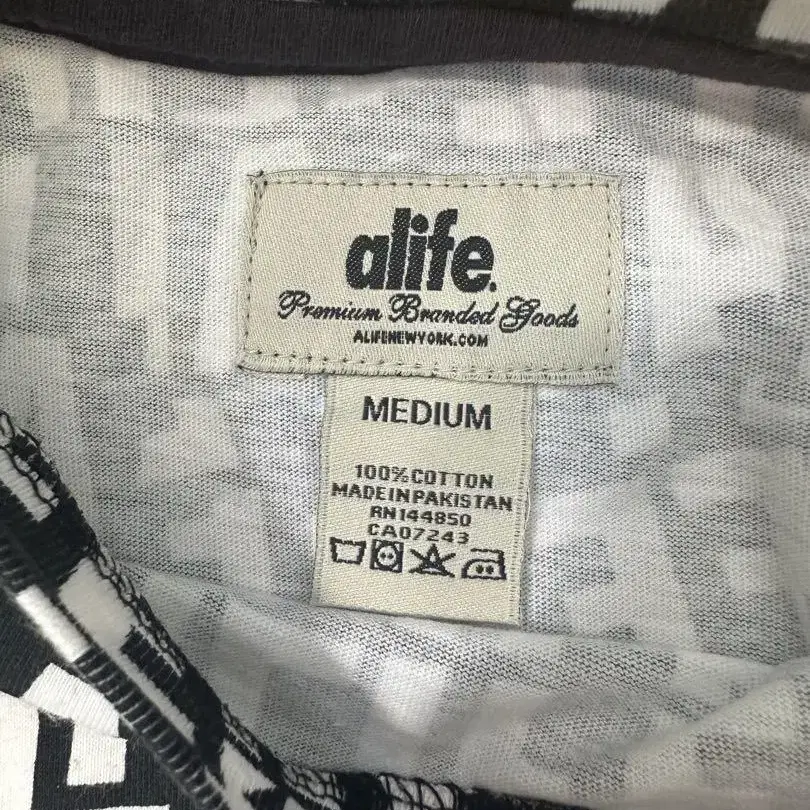 alife.
Premium Branded Goods
ALIFENEWYORK.COM
MEDIUM
100% COTTON
MADE IN PAKISTAN
RN144850
CA07243